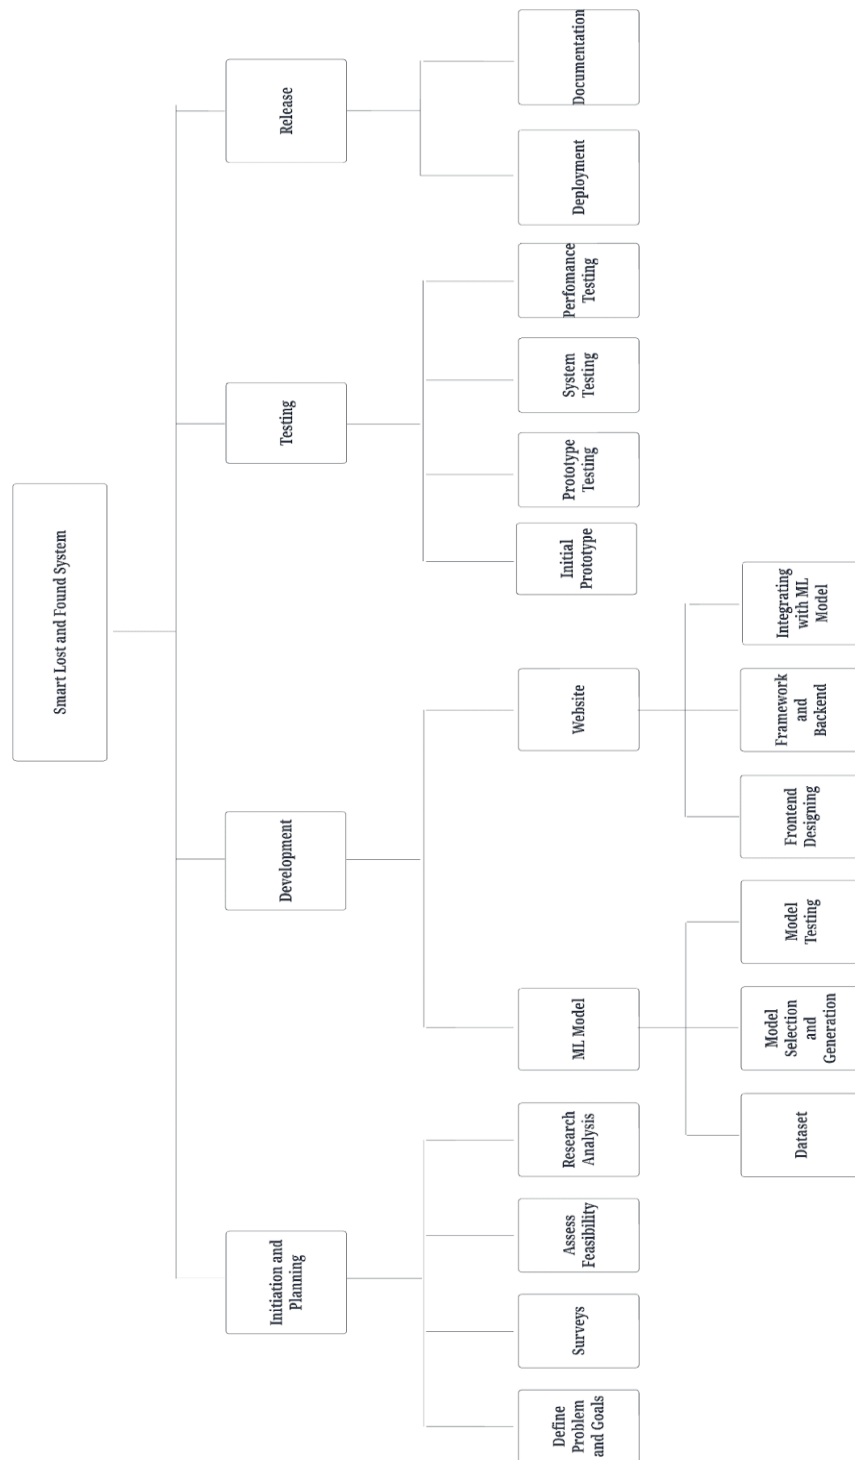 Smart Lost and Found System
Initiation and
Planning
Development
Testing
Release
Define
Problem
and Goals
Surveys
Assess
Feasibility
Research
Analysis
ML Model
Website
Initial
Prototype
Prototype
Testing
System
Testing
Perfomance
Testing
Deployment
Documentation
Dataset
Model
Selection
and
Generation
Model
Testing
Frontend
Designing
Framework
and
Backend
Integrating
with ML
Model